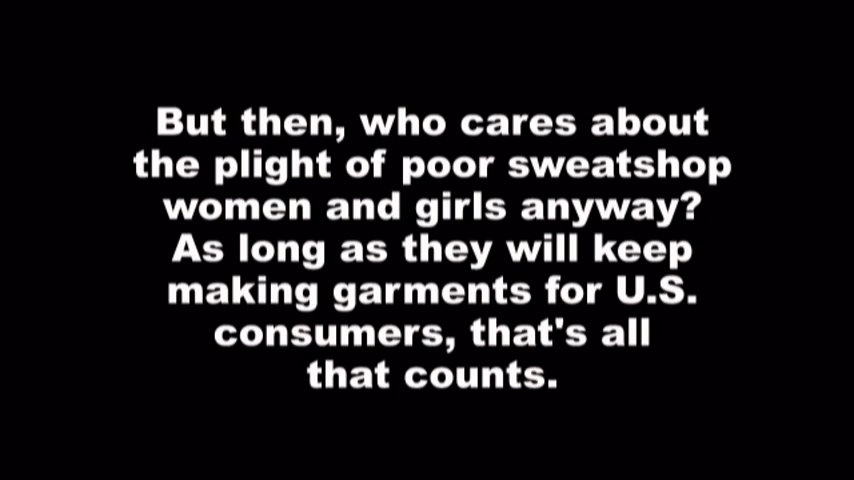 But then, who cares about
the plight of poor sweatshop
women and girls anyway?
As long as they will keep
making garments for U.S.
consumers, that's all
that counts.